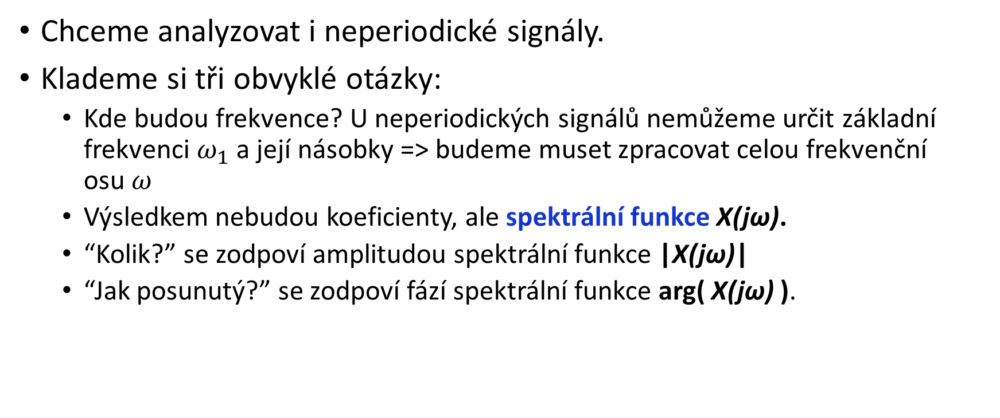 • Chceme analyzovat i neperiodické signály.
• Klademe si tři obvyklé otázky:
• Kde budou frekvence? U neperiodických signálů nemůžeme určit základní
frekvenci ω₁ a její násobky => budeme muset zpracovat celou frekvenční
osu ω
• Výsledkem nebudou koeficienty, ale spektrální funkce X(jω).
• “Kolik?” se zodpoví amplitudou spektrální funkce |X(jω)|
• “Jak posunutý?” se zodpoví fází spektrální funkce arg( X(jω) ).